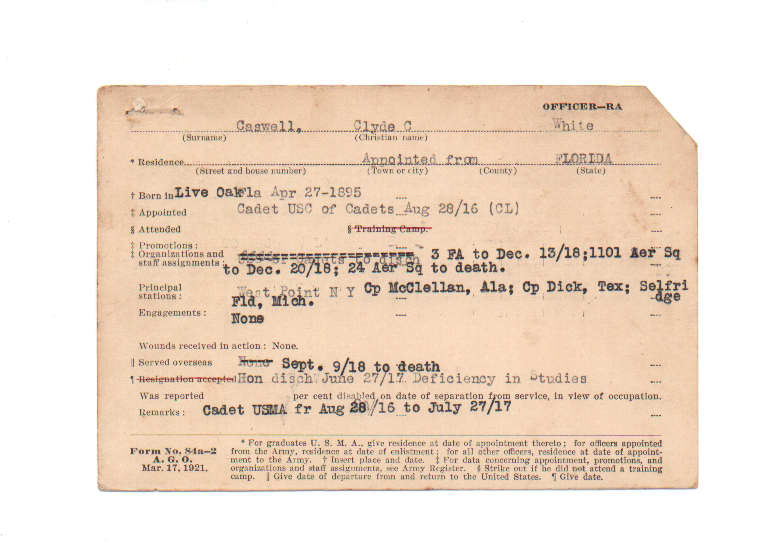 OFFICER—RA
Caswell, Clyde C White
(Surname) (Christian name)
* Residence Appointed from FLORIDA
(Street and house number) (Town or city) (County) (State)
† Born in Live Oak Fla Apr 27-1895
‡ Appointed Cadet USC of Cadets Aug 28/16 (CL)
§ Attended § Training Camp.
‡ Promotions:
‡ Organizations and 3 FA to Dec. 13/18;1101 Aer Sq
staff assignments: to Dec. 20/18; 24 Aer Sq to death.
Principal West Point N Y Cp McClellan, Ala; Cp Dick, Tex; Selfri
stations: Fld, Mich. dge
Engagements: None
Wounds received in action: None.
‖ Served overseas None Sept. 9/18 to death
¶ Resignation accepted Hon disch June 27/17 Deficiency in Studies
Was reported per cent disabled on date of separation from service, in view of occupation.
Remarks: Cadet USMA fr Aug 28/16 to July 27/17
* For graduates U. S. M. A., give residence at date of appointment thereto; for officers appointed
Form No. 84a—2 from the Army, residence at date of enlistment; for all other officers, residence at date of appoint-
A. G. O. ment to the Army. † Insert place and date. ‡ For data concerning appointment, promotions, and
Mar. 17, 1921. organizations and staff assignments, see Army Register. § Strike out if he did not attend a training
camp. ‖ Give date of departure from and return to the United States. ¶ Give date.